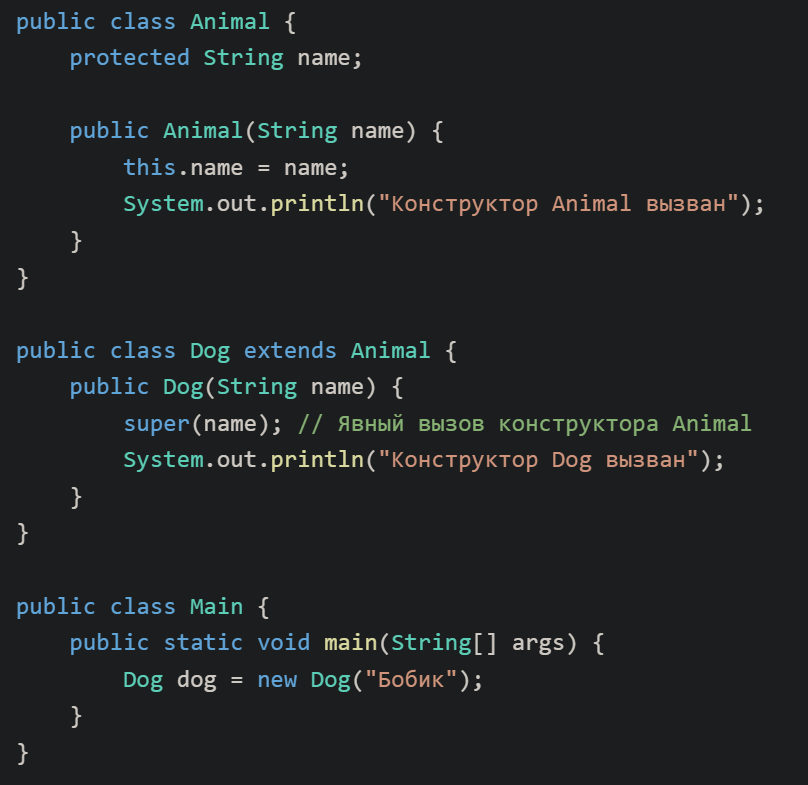 public class Animal {
    protected String name;

    public Animal(String name) {
        this.name = name;
        System.out.println("Конструктор Animal вызван");
    }
}

public class Dog extends Animal {
    public Dog(String name) {
        super(name); // Явный вызов конструктора Animal
        System.out.println("Конструктор Dog вызван");
    }
}

public class Main {
    public static void main(String[] args) {
        Dog dog = new Dog("Бобик");
    }
}